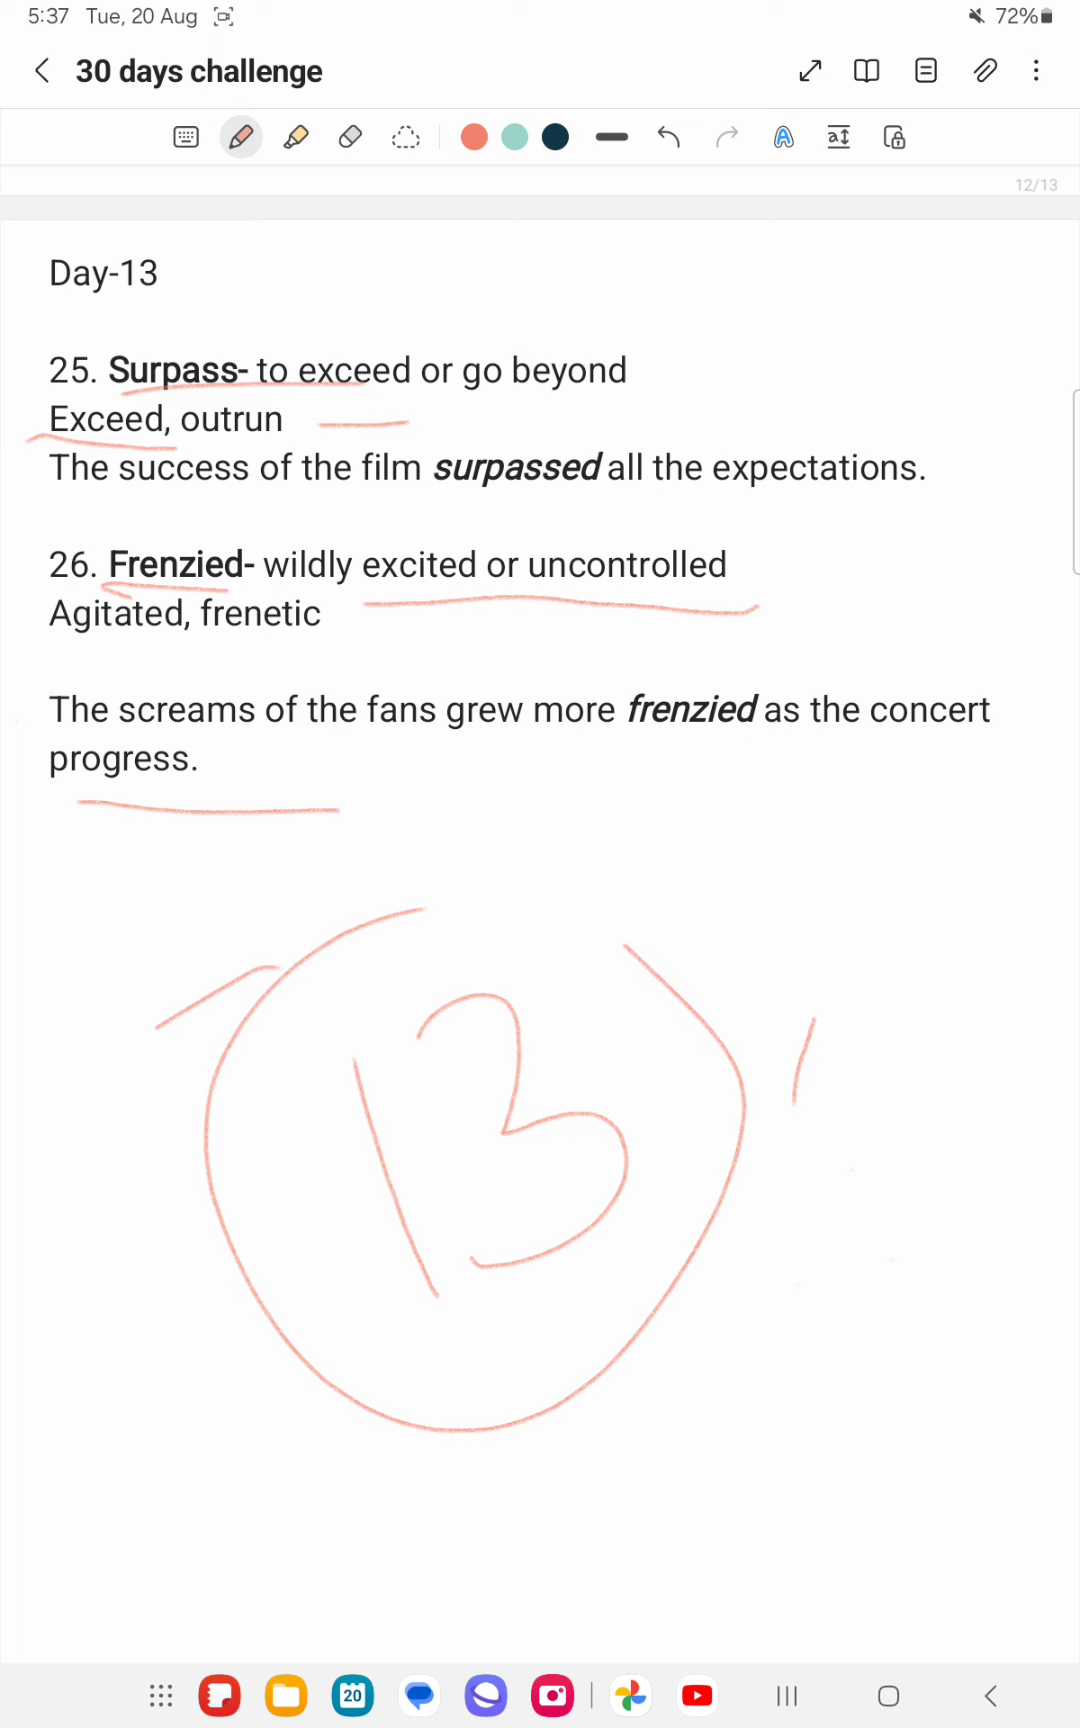 5:37 Tue, 20 Aug 72%
30 days challenge
12/13
Day-13
25. Surpass- to exceed or go beyond
Exceed, outrun
The success of the film surpassed all the expectations.
26. Frenzied- wildly excited or uncontrolled
Agitated, frenetic
The screams of the fans grew more frenzied as the concert
progress.
13
20